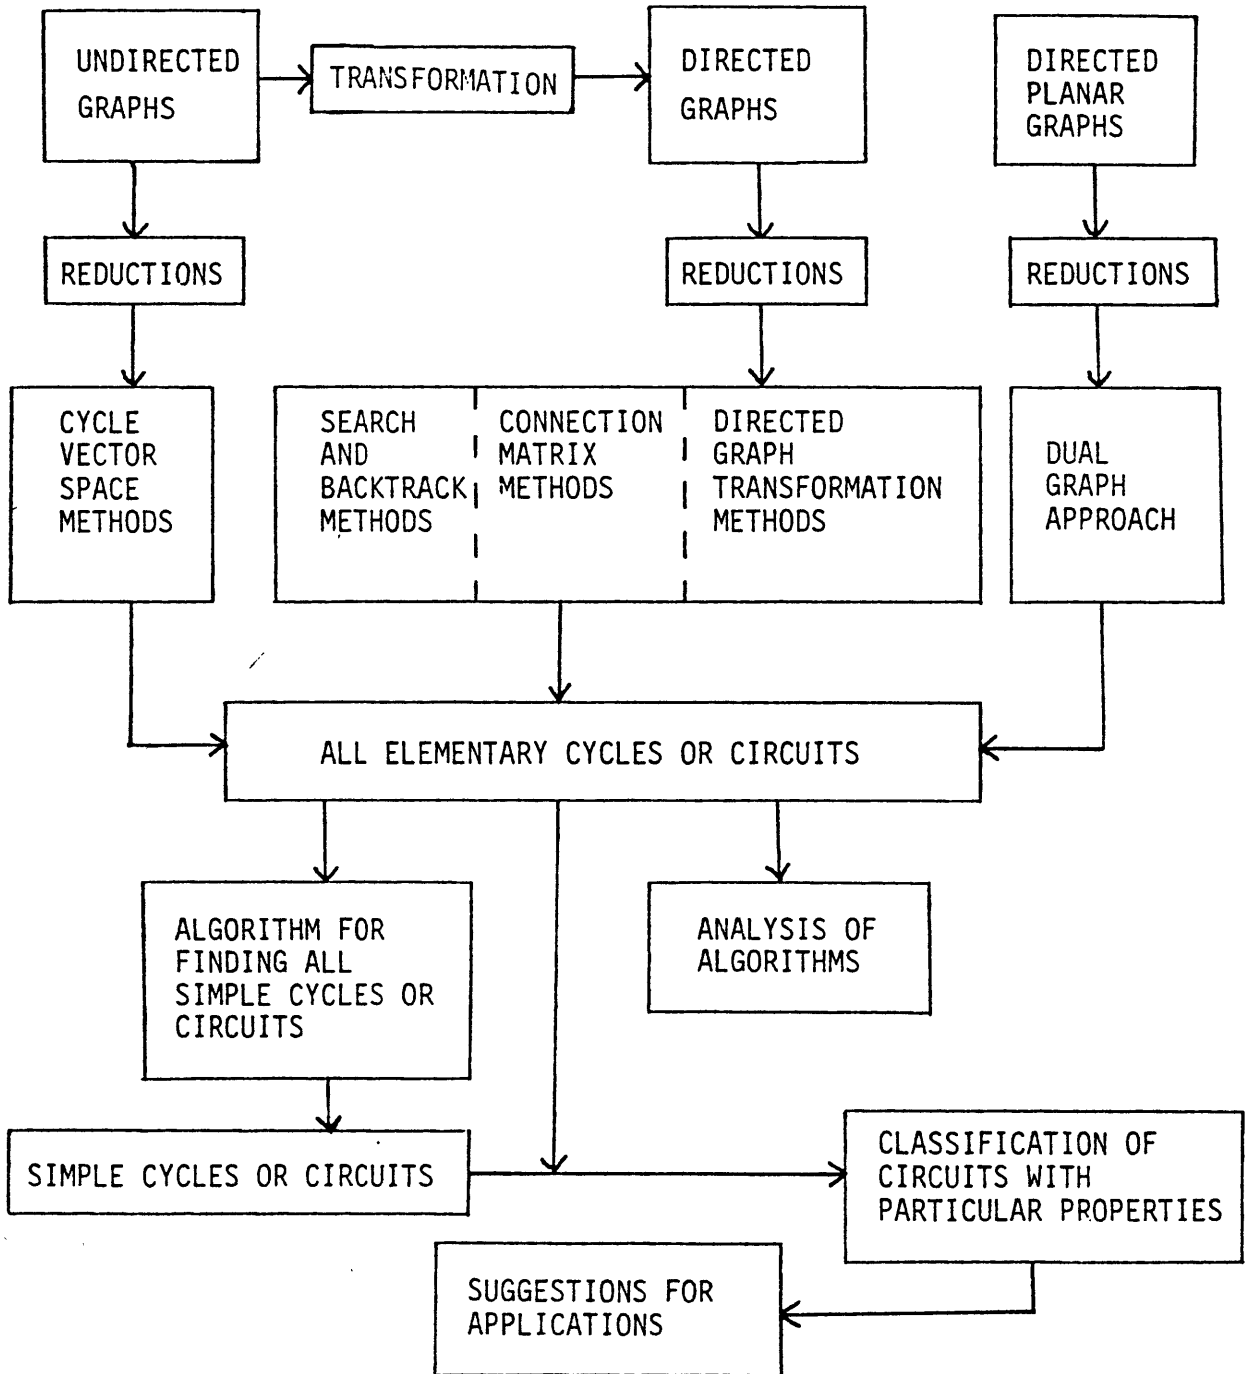 UNDIRECTED
GRAPHS
TRANSFORMATION
DIRECTED
GRAPHS
DIRECTED
PLANAR
GRAPHS
REDUCTIONS
REDUCTIONS
REDUCTIONS
CYCLE
VECTOR
SPACE
METHODS
SEARCH
AND
BACKTRACK
METHODS
CONNECTION
MATRIX
METHODS
DIRECTED
GRAPH
TRANSFORMATION
METHODS
DUAL
GRAPH
APPROACH
ALL ELEMENTARY CYCLES OR CIRCUITS
ALGORITHM FOR
FINDING ALL
SIMPLE CYCLES OR
CIRCUITS
ANALYSIS OF
ALGORITHMS
SIMPLE CYCLES OR CIRCUITS
CLASSIFICATION OF
CIRCUITS WITH
PARTICULAR PROPERTIES
SUGGESTIONS FOR
APPLICATIONS